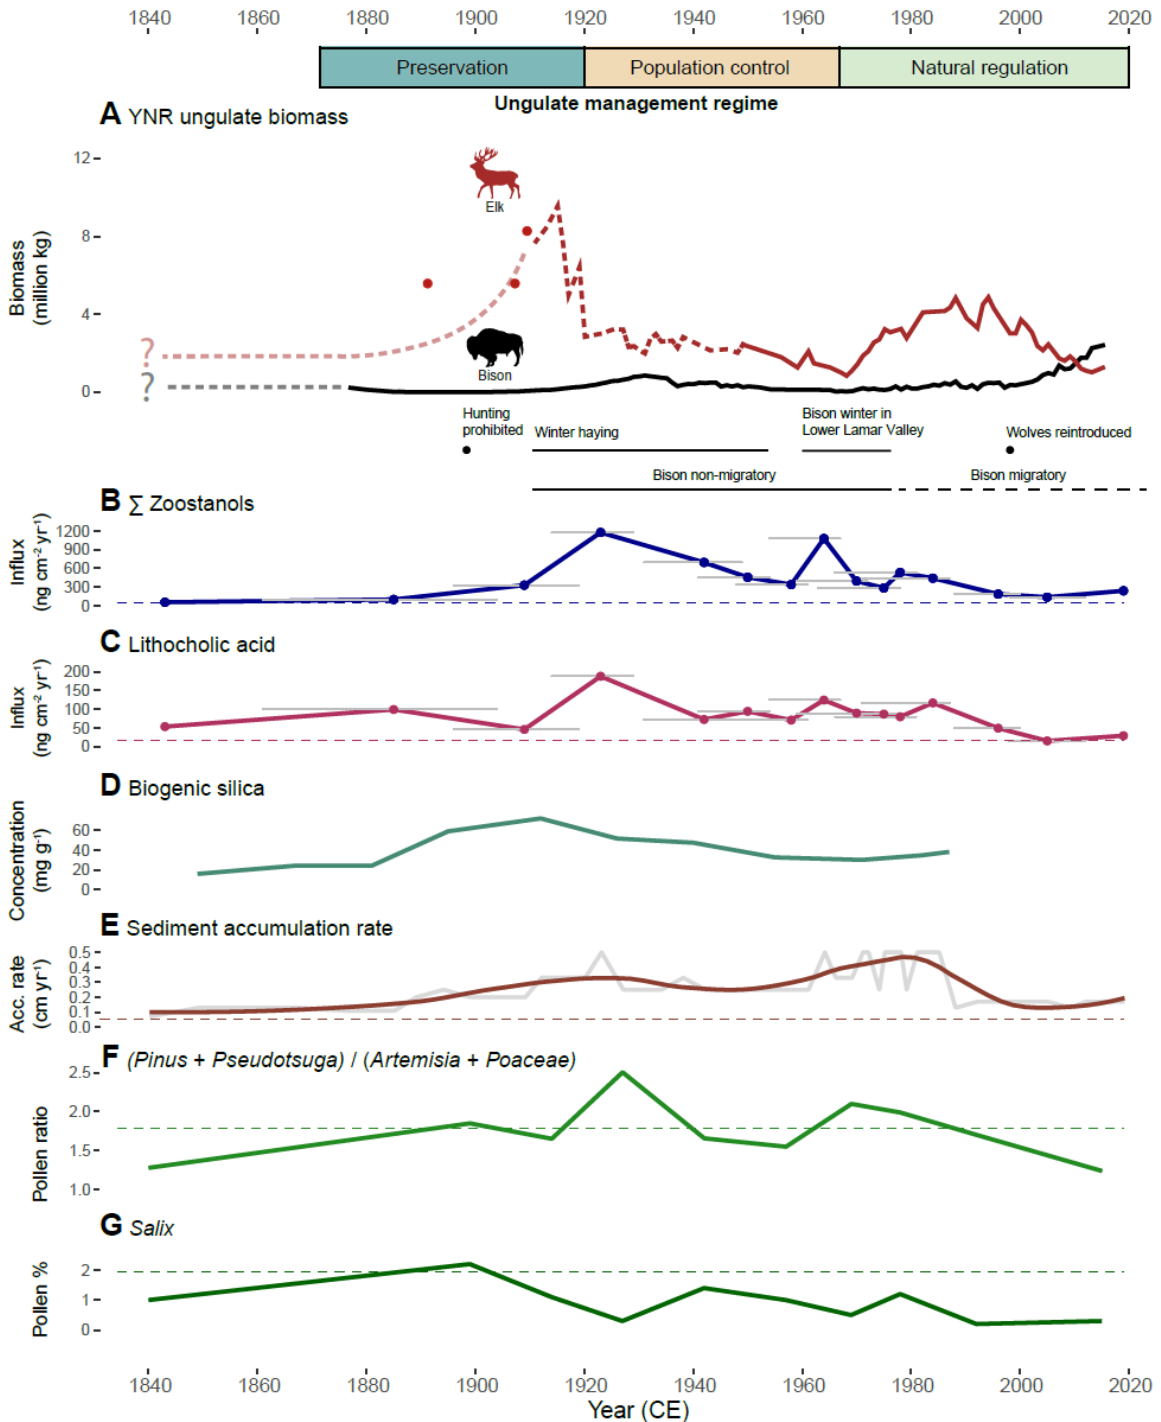 1840 1860 1880 1900 1920 1940 1960 1980 2000 2020
Preservation Population control Natural regulation
Ungulate management regime
A YNR ungulate biomass
Biomass
(million kg)
12
8
4
0
Elk
Bison
?
?
Hunting
prohibited
Winter haying
Bison winter in
Lower Lamar Valley
Wolves reintroduced
Bison non-migratory
Bison migratory
B ∑ Zoostanols
Influx
(ng cm⁻² yr⁻¹)
1200
900
600
300
0
C Lithocholic acid
Influx
(ng cm⁻² yr⁻¹)
200
150
100
50
0
D Biogenic silica
Concentration
(mg g⁻¹)
60
40
20
0
E Sediment accumulation rate
Acc. rate
(cm yr⁻¹)
0.5
0.4
0.3
0.2
0.1
0.0
F (Pinus + Pseudotsuga) / (Artemisia + Poaceae)
Pollen ratio
2.5
2.0
1.5
1.0
G Salix
Pollen %
2
1
0
1840 1860 1880 1900 1920 1940 1960 1980 2000 2020
Year (CE)